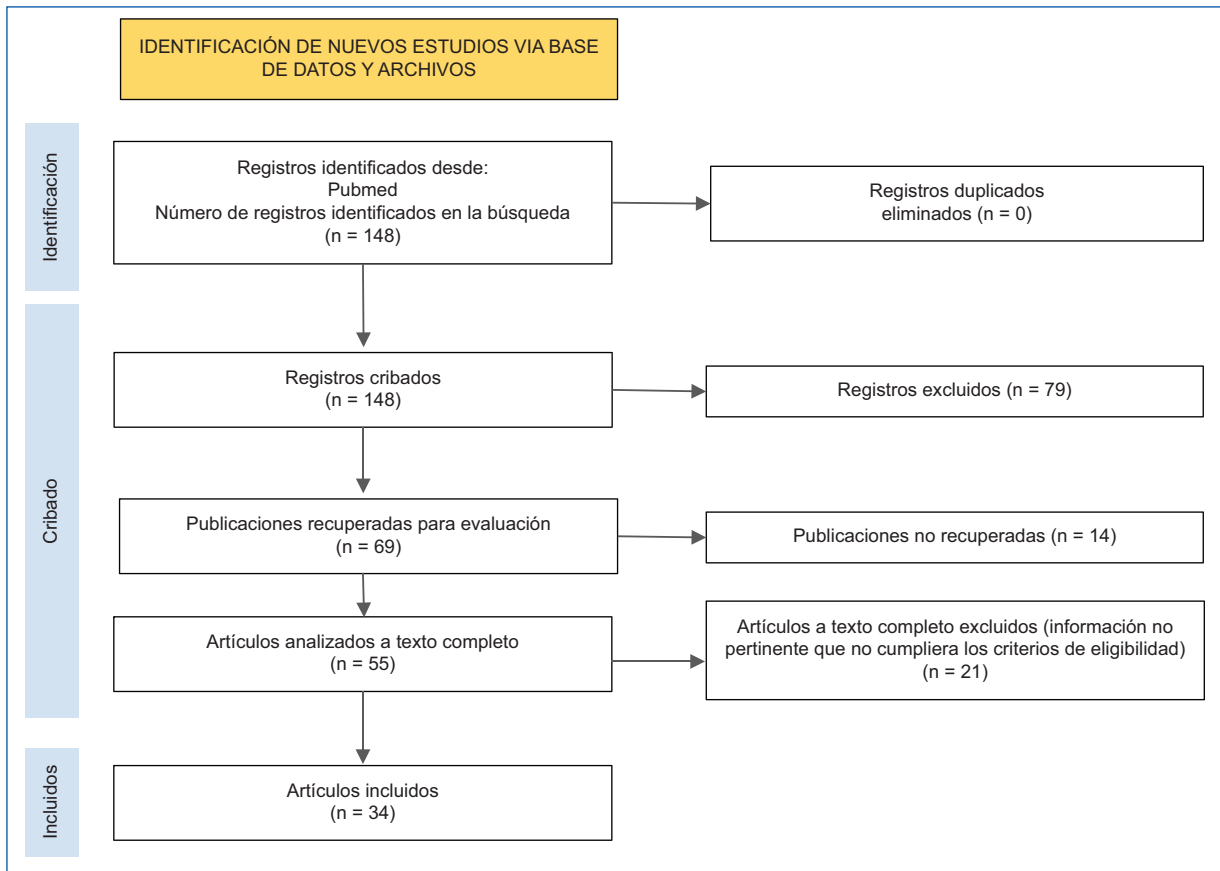 IDENTIFICACIÓN DE NUEVOS ESTUDIOS VIA BASE
DE DATOS Y ARCHIVOS
Identificación
Registros identificados desde:
Pubmed
Número de registros identificados en la búsqueda
(n = 148)
Registros duplicados
eliminados (n = 0)
Cribado
Registros cribados
(n = 148)
Registros excluidos (n = 79)
Publicaciones recuperadas para evaluación
(n = 69)
Publicaciones no recuperadas (n = 14)
Artículos analizados a texto completo
(n = 55)
Artículos a texto completo excluidos (información no
pertinente que no cumpliera los criterios de eligibilidad)
(n = 21)
Incluidos
Artículos incluidos
(n = 34)